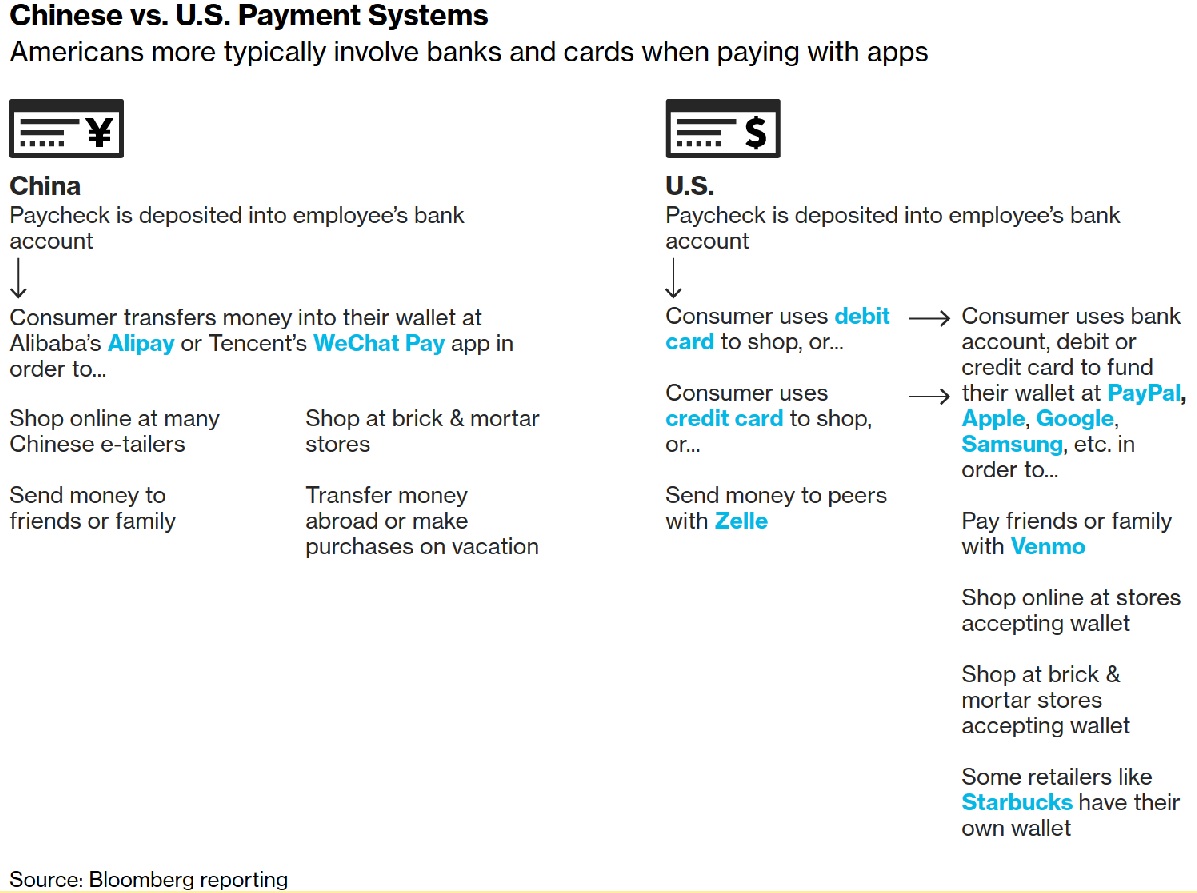 Chinese vs. U.S. Payment Systems
Americans more typically involve banks and cards when paying with apps
¥
China
Paycheck is deposited into employee’s bank
account
Consumer transfers money into their wallet at
Alibaba’s Alipay or Tencent’s WeChat Pay app in
order to...
Shop online at many
Chinese e-tailers
Shop at brick & mortar
stores
Send money to
friends or family
Transfer money
abroad or make
purchases on vacation
$
U.S.
Paycheck is deposited into employee’s bank
account
Consumer uses debit
card to shop, or...
Consumer uses
credit card to shop,
or...
Send money to peers
with Zelle
Consumer uses bank
account, debit or
credit card to fund
their wallet at PayPal,
Apple, Google,
Samsung, etc. in
order to...
Pay friends or family
with Venmo
Shop online at stores
accepting wallet
Shop at brick &
mortar stores
accepting wallet
Some retailers like
Starbucks have their
own wallet
Source: Bloomberg reporting